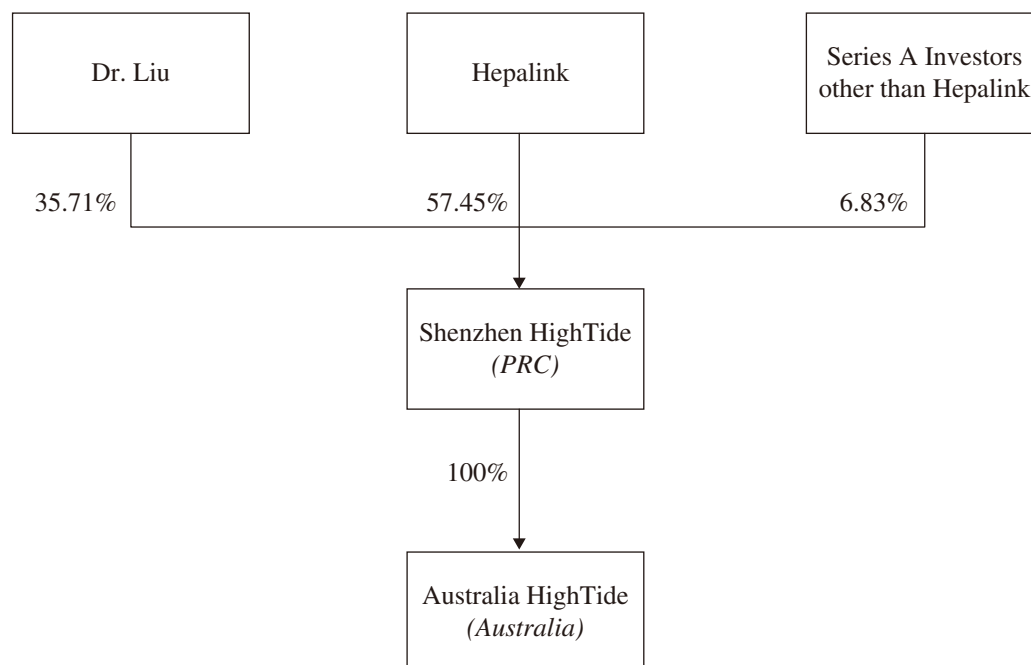 Dr. Liu
Hepalink
Series A Investors
other than Hepalink
35.71%
57.45%
6.83%
Shenzhen HighTide
(PRC)
100%
Australia HighTide
(Australia)